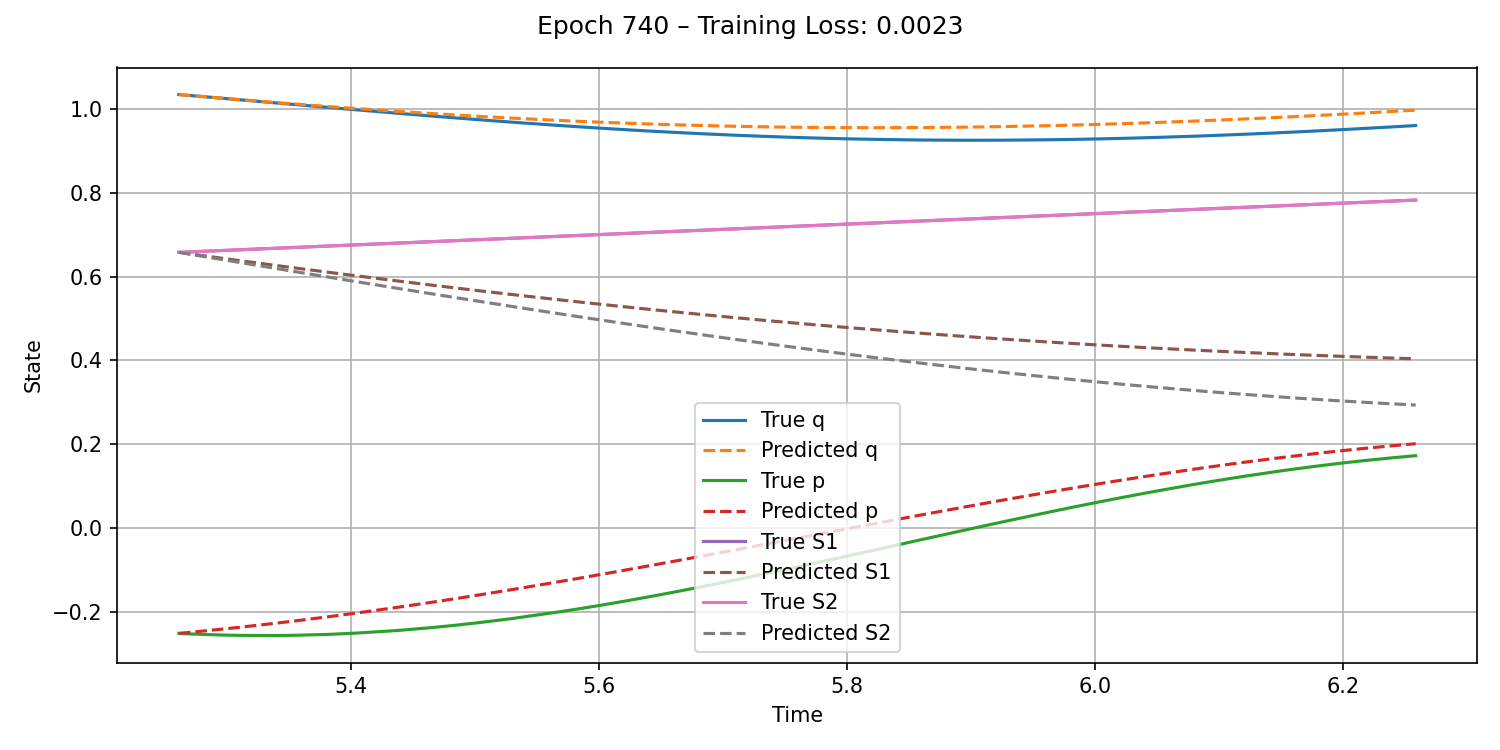 Epoch 740 – Training Loss: 0.0023
1.0
0.8
0.6
0.4
0.2
0.0
−0.2
State
True q
Predicted q
True p
Predicted p
True S1
Predicted S1
True S2
Predicted S2
5.4
5.6
5.8
6.0
6.2
Time